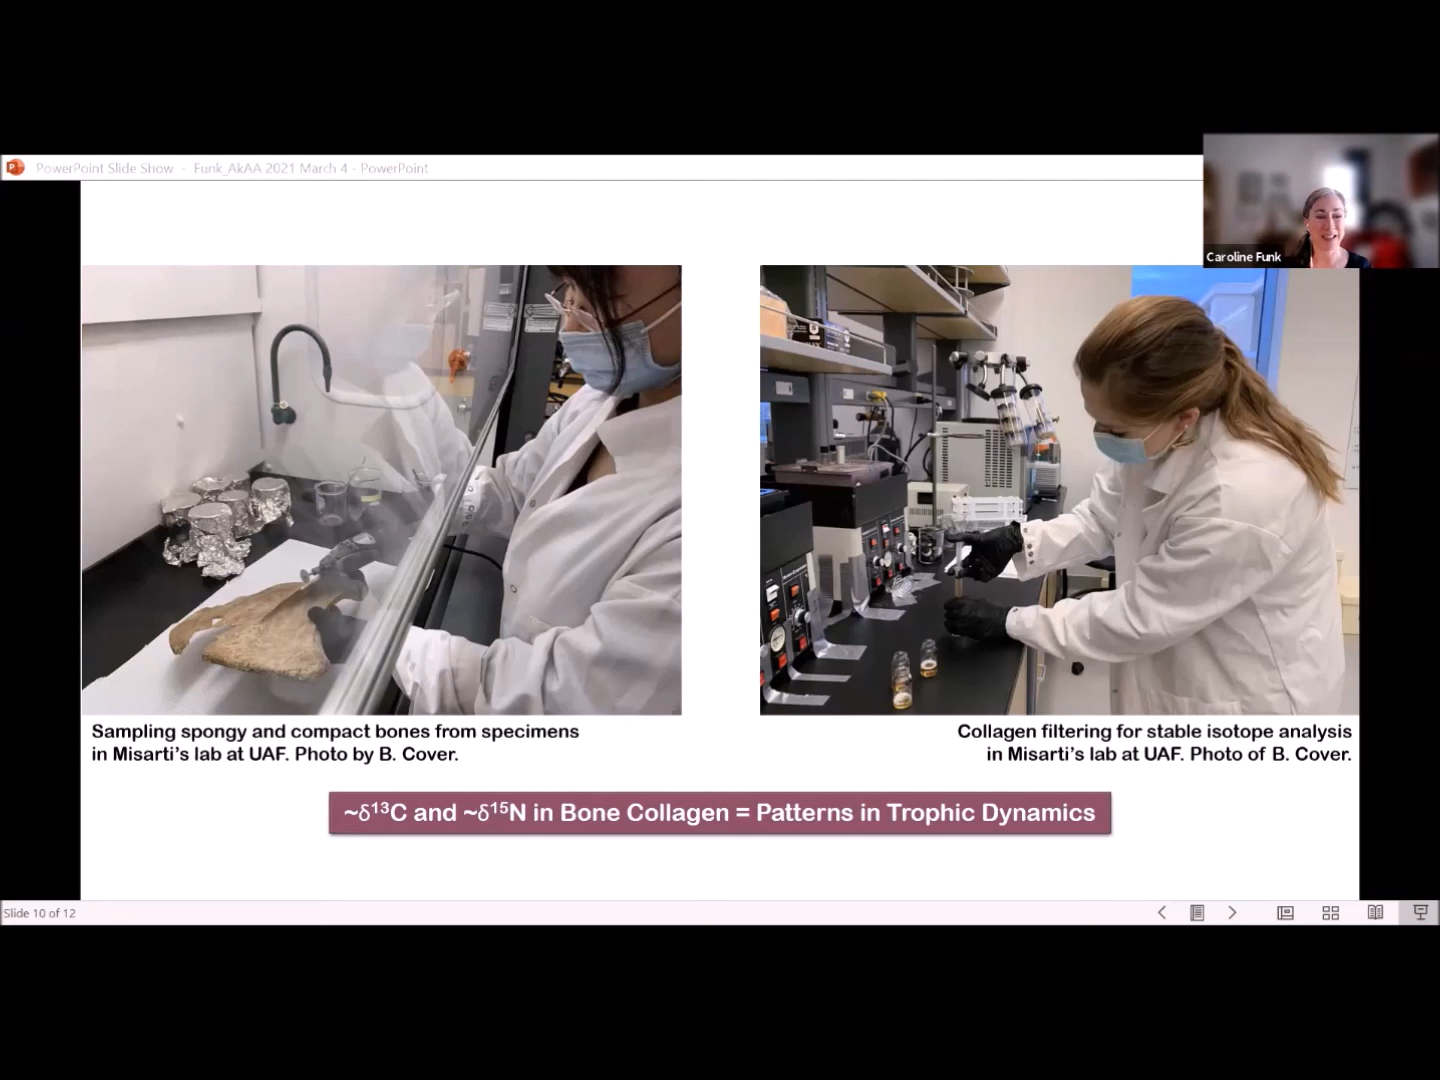 PowerPoint Slide Show - Funk_AkAA 2021 March 4 - PowerPoint
Caroline Funk
Sampling spongy and compact bones from specimens
in Misarti's lab at UAF. Photo by B. Cover.
Collagen filtering for stable isotope analysis
in Misarti's lab at UAF. Photo of B. Cover.
~δ¹³C and ~δ¹⁵N in Bone Collagen = Patterns in Trophic Dynamics
Slide 10 of 12